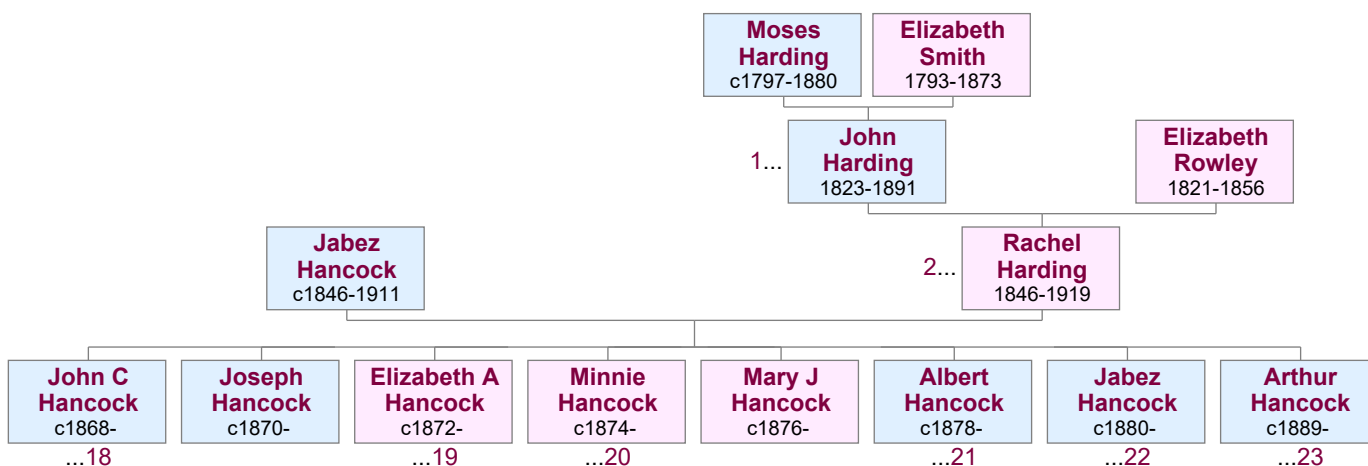 Moses
Harding
c1797-1880
Elizabeth
Smith
1793-1873
1...
John
Harding
1823-1891
Elizabeth
Rowley
1821-1856
Jabez
Hancock
c1846-1911
2...
Rachel
Harding
1846-1919
John C
Hancock
c1868-
Joseph
Hancock
c1870-
Elizabeth A
Hancock
c1872-
Minnie
Hancock
c1874-
Mary J
Hancock
c1876-
Albert
Hancock
c1878-
Jabez
Hancock
c1880-
Arthur
Hancock
c1889-
...18
...19
...20
...21
...22
...23